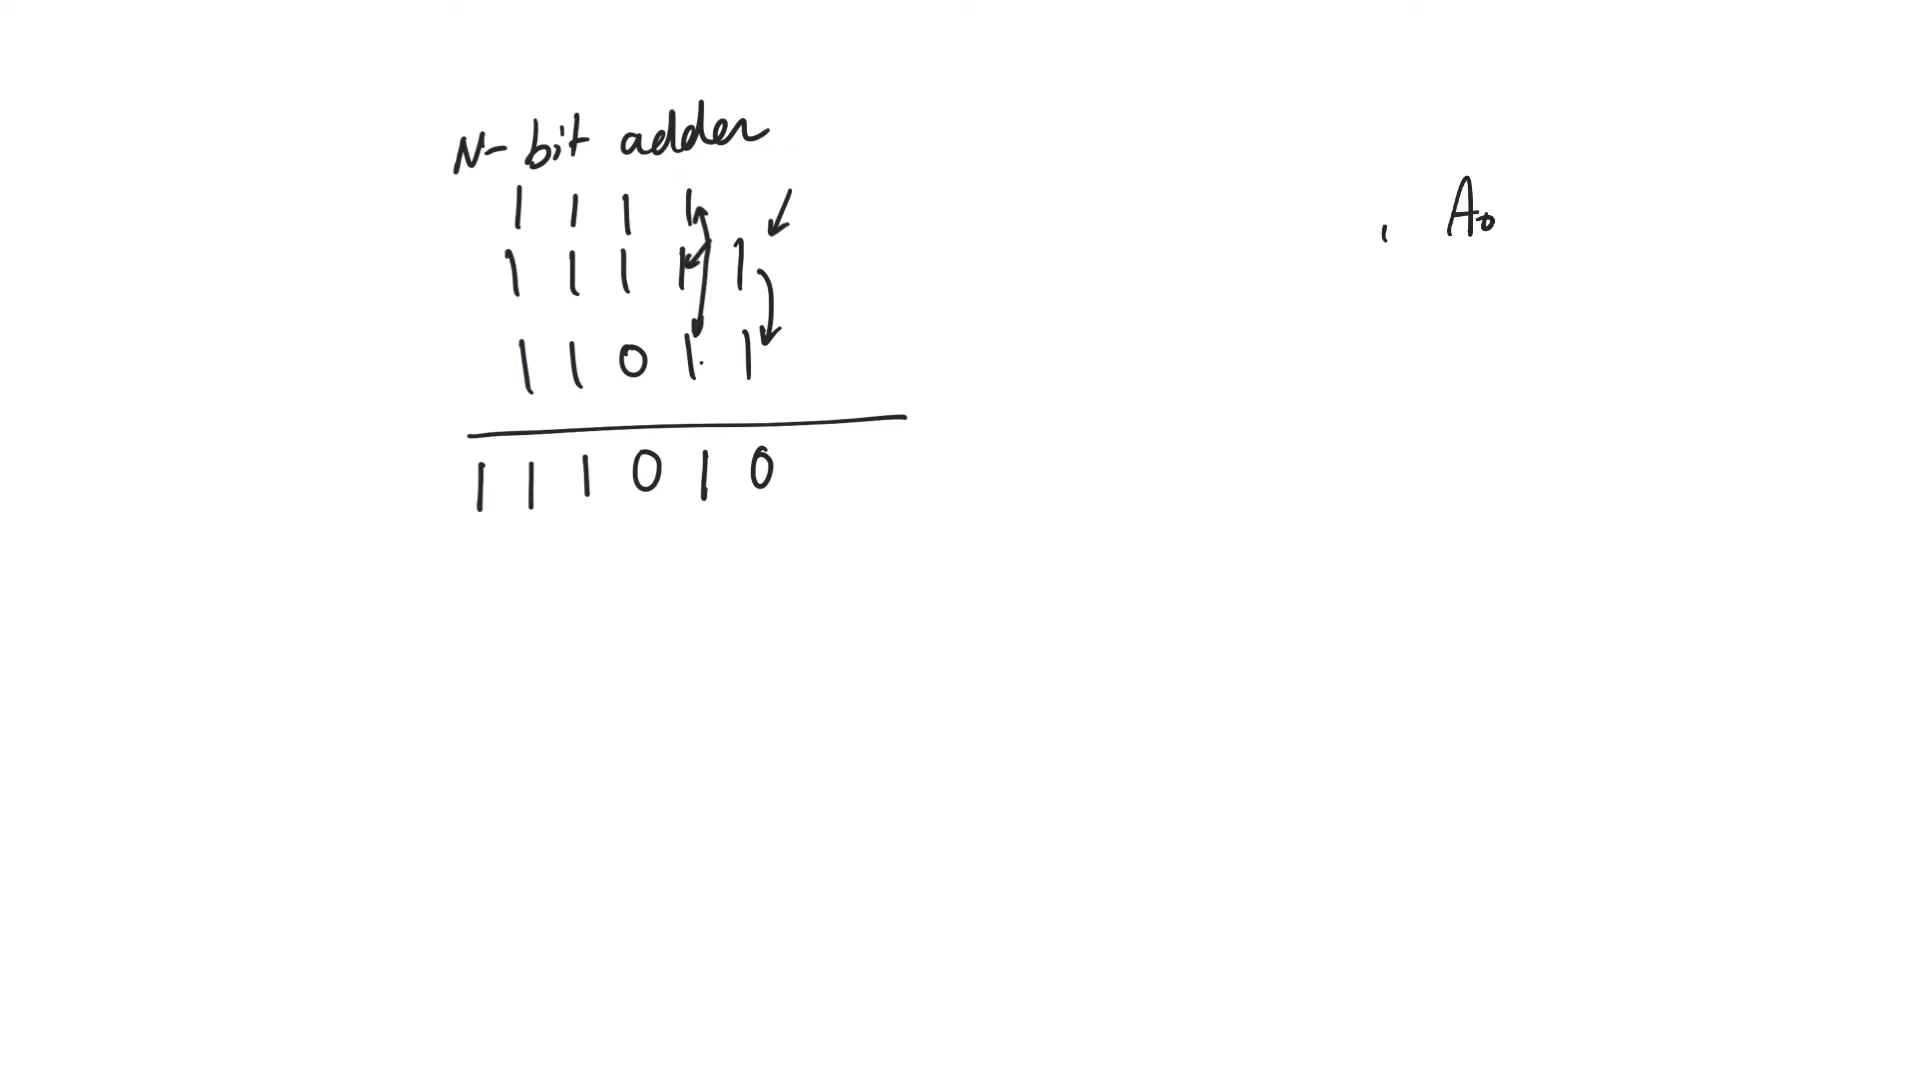 N-bit adder
1 1 1 1
1 1 1 1 1
1 1 0 1 1
1 1 1 0 1 0
, A₀